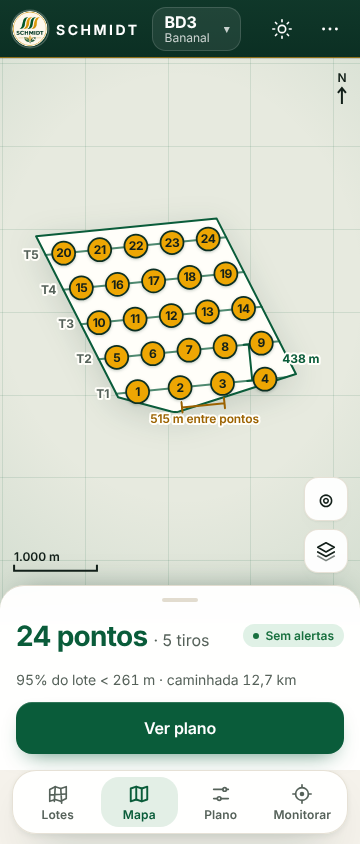 SCHMIDT
SCHMIDT
BD3
Bananal
N
T5 20 21 22 23 24
T4 15 16 17 18 19
T3 10 11 12 13 14
T2 5 6 7 8 9
438 m
T1 1 2 3 4
515 m entre pontos
1.000 m
24 pontos · 5 tiros
Sem alertas
95% do lote < 261 m · caminhada 12,7 km
Ver plano
Lotes Mapa Plano Monitorar